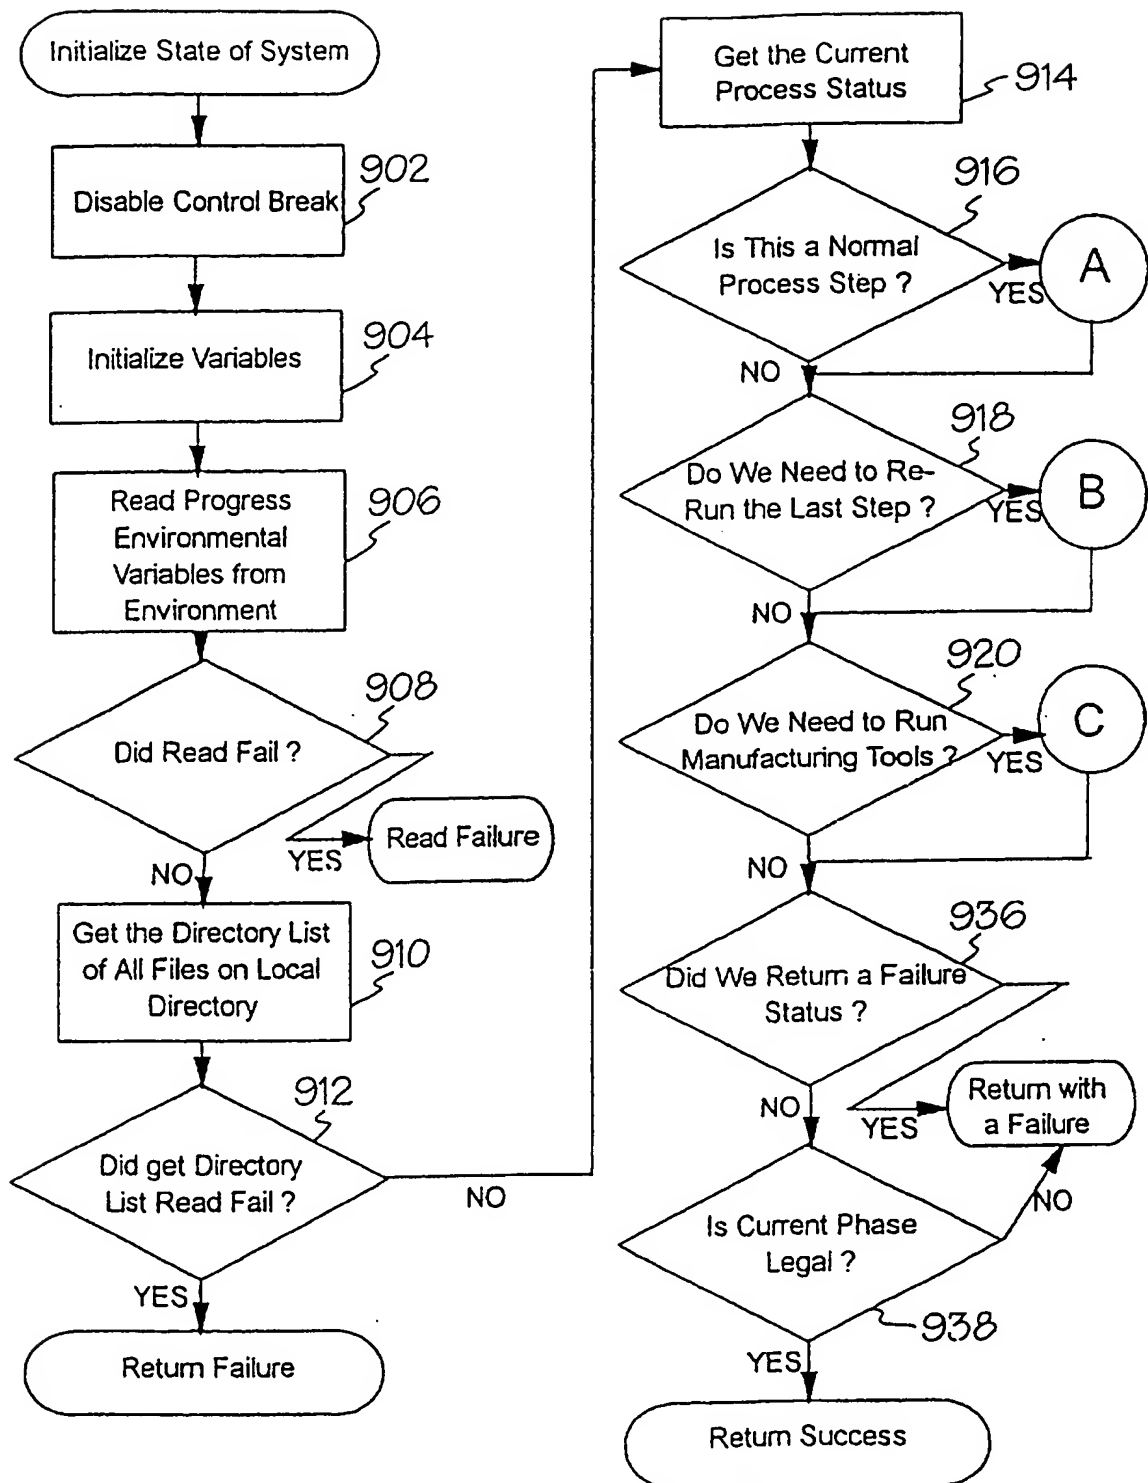 Initialize State of System
902
Disable Control Break
904
Initialize Variables
906
Read Progress
Environmental
Variables from
Environment
908
Did Read Fail ?
YES
Read Failure
NO
Get the Directory List
of All Files on Local
Directory
910
912
Did get Directory
List Read Fail ?
NO
YES
Return Failure
Get the Current
Process Status
914
916
Is This a Normal
Process Step ?
YES
A
NO
918
Do We Need to Re-
Run the Last Step ?
YES
B
NO
920
Do We Need to Run
Manufacturing Tools ?
YES
C
NO
936
Did We Return a Failure
Status ?
NO
YES
Return with
a Failure
Is Current Phase
Legal ?
NO
938
YES
Return Success